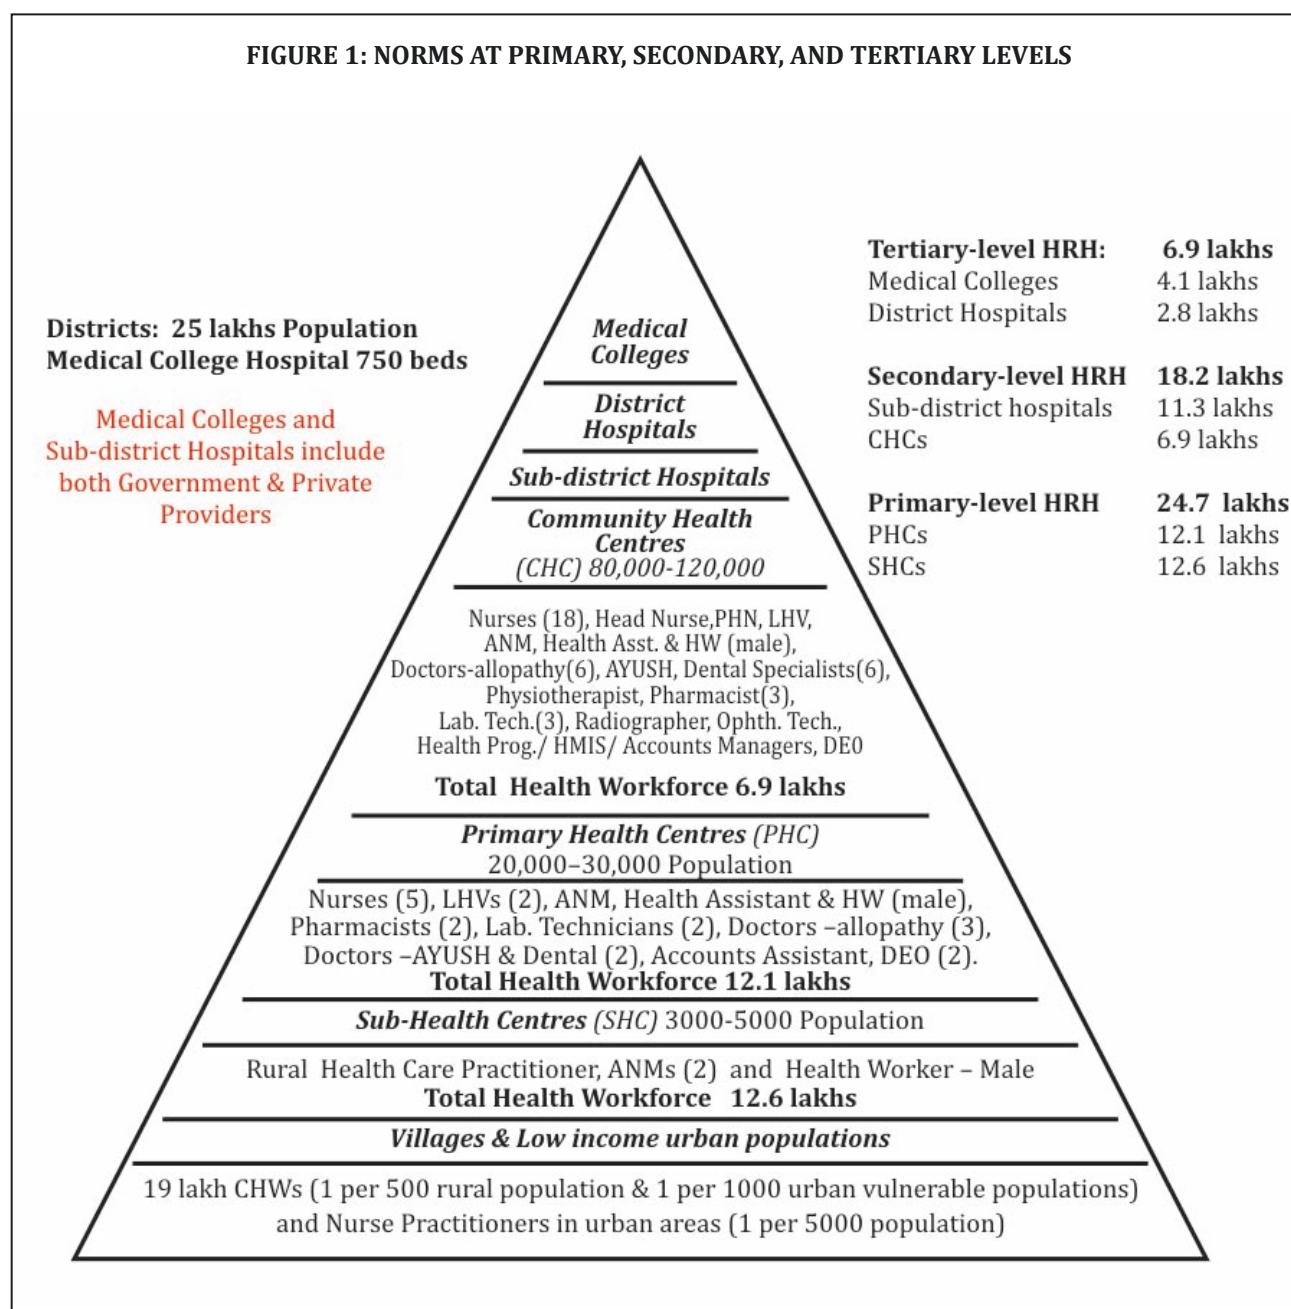 FIGURE 1: NORMS AT PRIMARY, SECONDARY, AND TERTIARY LEVELS
Districts: 25 lakhs Population
Medical College Hospital 750 beds
Medical Colleges and
Sub-district Hospitals include
both Government & Private
Providers
Tertiary-level HRH: 6.9 lakhs
Medical Colleges 4.1 lakhs
District Hospitals 2.8 lakhs
Secondary-level HRH 18.2 lakhs
Sub-district hospitals 11.3 lakhs
CHCs 6.9 lakhs
Primary-level HRH 24.7 lakhs
PHCs 12.1 lakhs
SHCs 12.6 lakhs
Medical
Colleges
District
Hospitals
Sub-district Hospitals
Community Health
Centres
(CHC) 80,000-120,000
Nurses (18), Head Nurse,PHN, LHV,
ANM, Health Asst. & HW (male),
Doctors-allopathy(6), AYUSH, Dental Specialists(6),
Physiotherapist, Pharmacist(3),
Lab. Tech.(3), Radiographer, Ophth. Tech.,
Health Prog./ HMIS/ Accounts Managers, DE0
Total Health Workforce 6.9 lakhs
Primary Health Centres (PHC)
20,000–30,000 Population
Nurses (5), LHVs (2), ANM, Health Assistant & HW (male),
Pharmacists (2), Lab. Technicians (2), Doctors –allopathy (3),
Doctors –AYUSH & Dental (2), Accounts Assistant, DEO (2).
Total Health Workforce 12.1 lakhs
Sub-Health Centres (SHC) 3000-5000 Population
Rural Health Care Practitioner, ANMs (2) and Health Worker – Male
Total Health Workforce 12.6 lakhs
Villages & Low income urban populations
19 lakh CHWs (1 per 500 rural population & 1 per 1000 urban vulnerable populations)
and Nurse Practitioners in urban areas (1 per 5000 population)